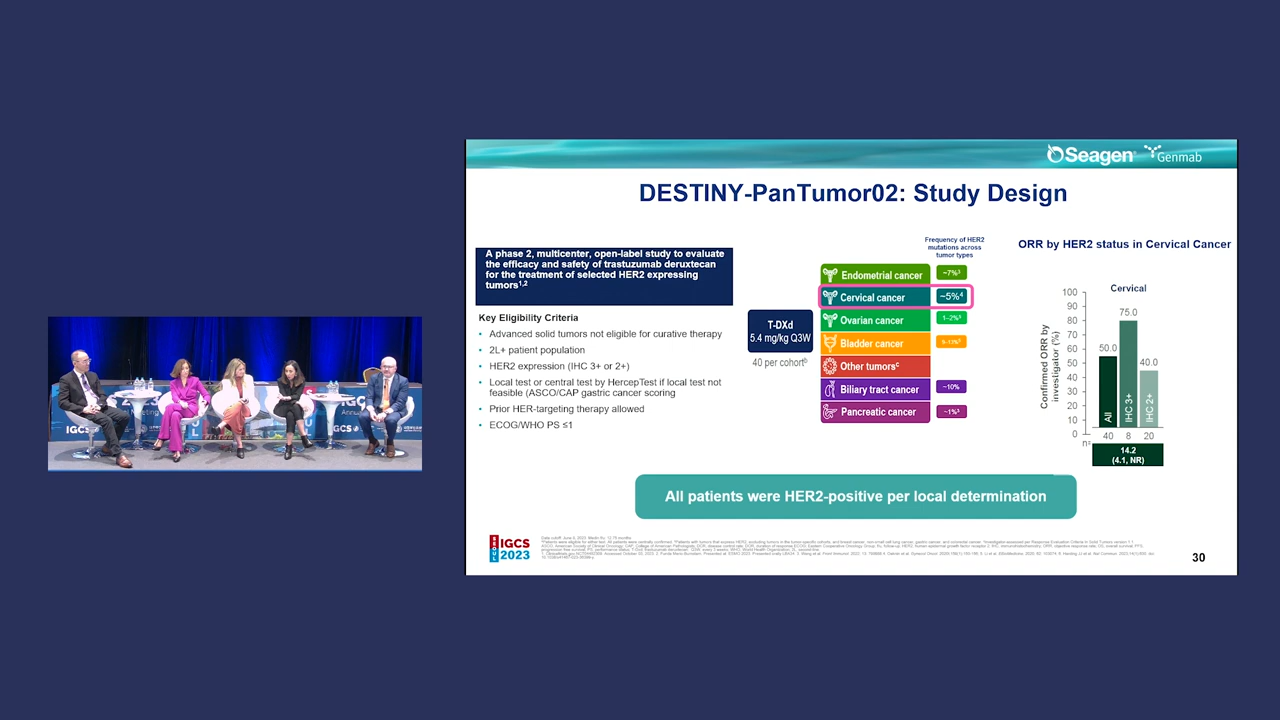 Seagen Genmab
DESTINY-PanTumor02: Study Design
A phase 2, multicenter, open-label study to evaluate
the efficacy and safety of trastuzumab deruxtecan
for the treatment of selected HER2 expressing
tumors1,2
Key Eligibility Criteria
• Advanced solid tumors not eligible for curative therapy
• 2L+ patient population
• HER2 expression (IHC 3+ or 2+)
• Local test or central test by HercepTest if local test not
feasible (ASCO/CAP gastric cancer scoring
• Prior HER-targeting therapy allowed
• ECOG/WHO PS ≤1
T-DXd
5.4 mg/kg Q3W
40 per cohortb
Frequency of HER2
mutations across
tumor types
Endometrial cancer ~7%3
Cervical cancer ~5%4
Ovarian cancer
Bladder cancer
Other tumorsc
Biliary tract cancer ~10%
Pancreatic cancer ~1%3
ORR by HER2 status in Cervical Cancer
Cervical
Confirmed ORR by
investigator (%)
100
90
80
70
60
50
40
30
20
10
0
50.0
75.0
40.0
All
IHC 3+
IHC 2+
n= 40 8 20
14.2
(4.1, NR)
All patients were HER2-positive per local determination
IGCS
2023
30
IGCS
Annual